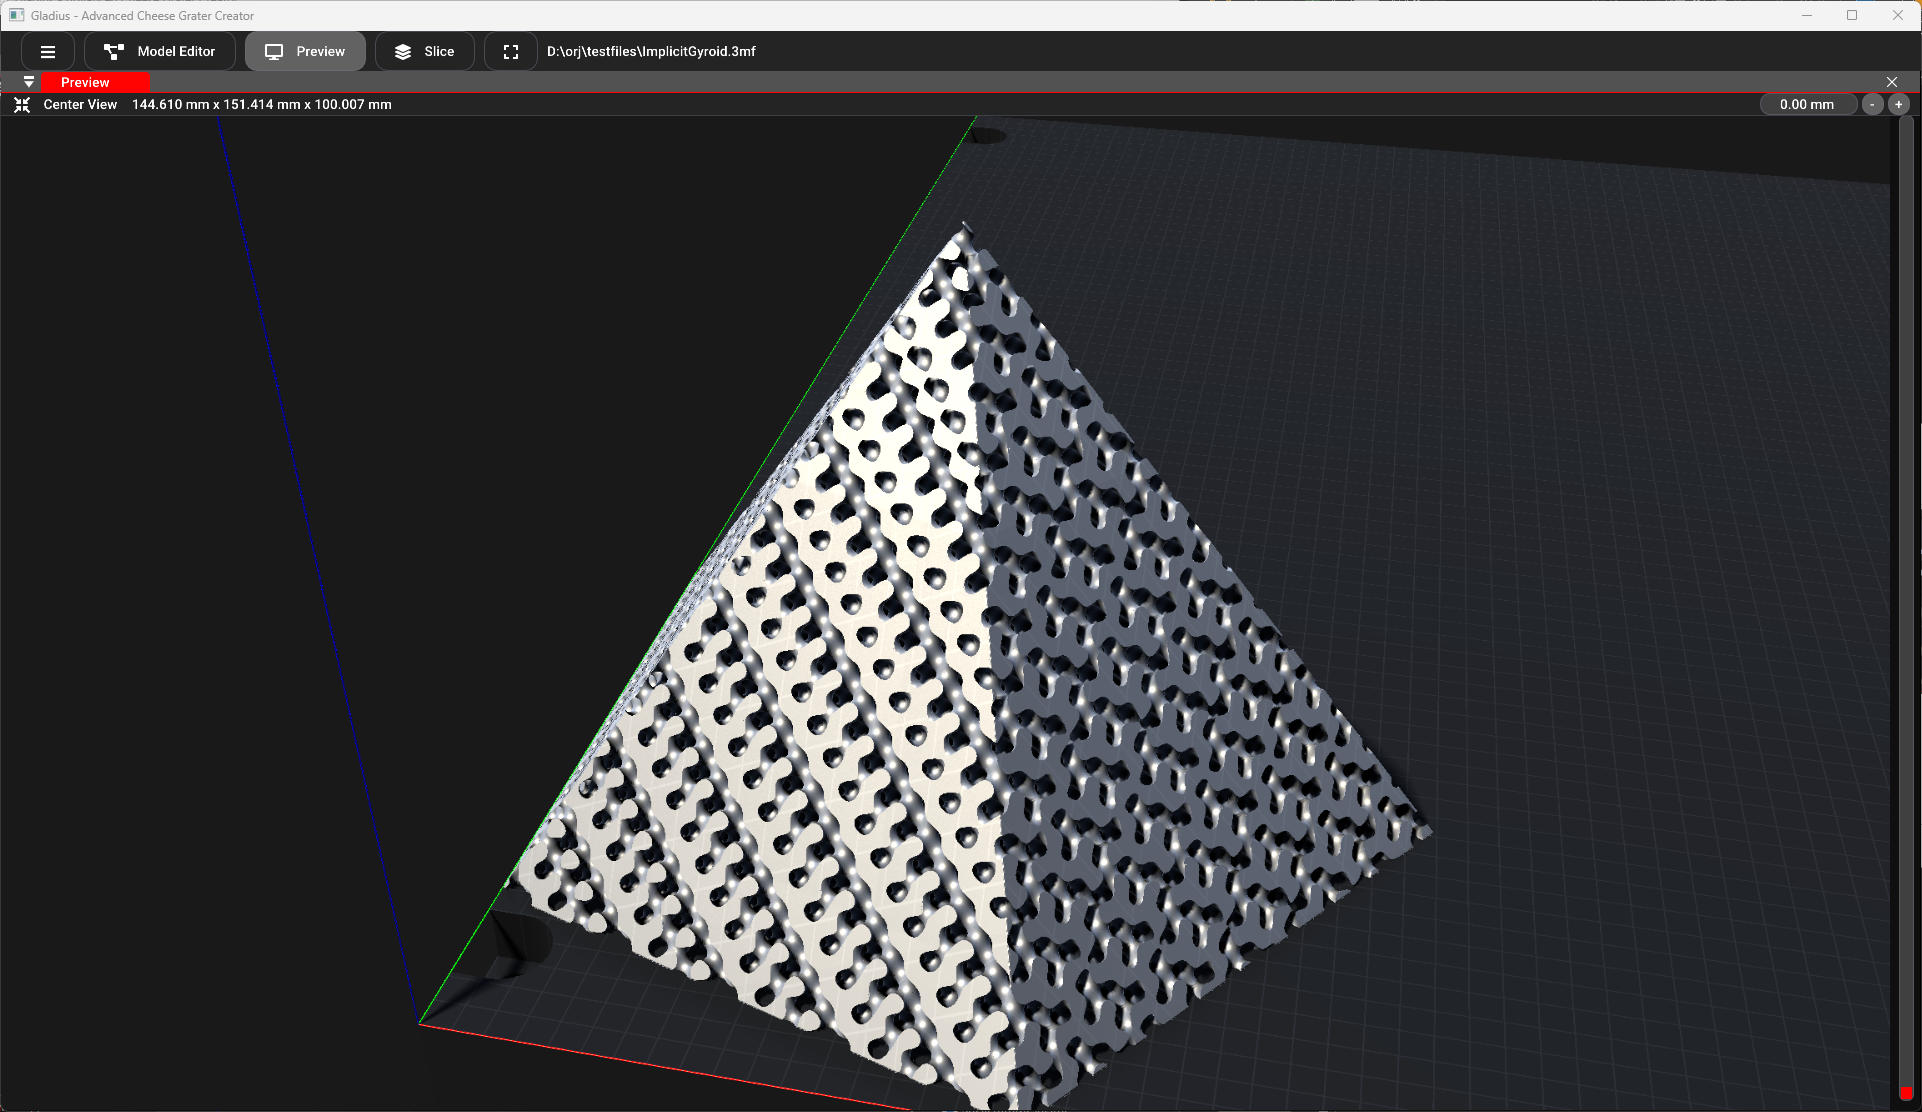 Gladius - Advanced Cheese Grater Creator
Model Editor Preview Slice D:\orj\testfiles\ImplicitGyroid.3mf
Preview
Center View 144.610 mm x 151.414 mm x 100.007 mm 0.00 mm - +